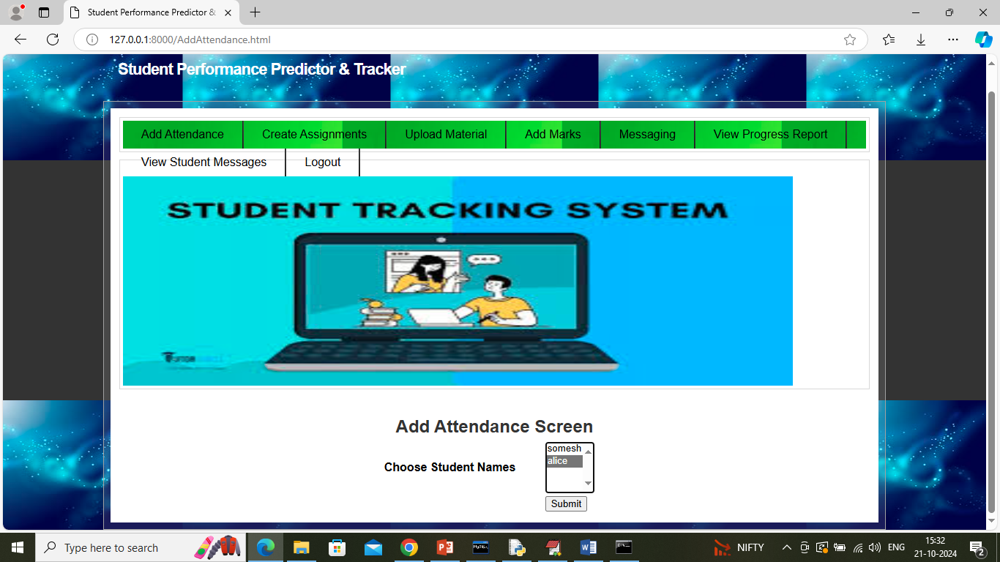 Student Performance Predictor &
127.0.0.1:8000/AddAttendance.html
Student Performance Predictor & Tracker
Add Attendance Create Assignments Upload Material Add Marks Messaging View Progress Report
View Student Messages Logout
STUDENT TRACKING SYSTEM
Add Attendance Screen
Choose Student Names
somesh
alice
Submit
Type here to search
NIFTY
ENG
15:32
21-10-2024
2